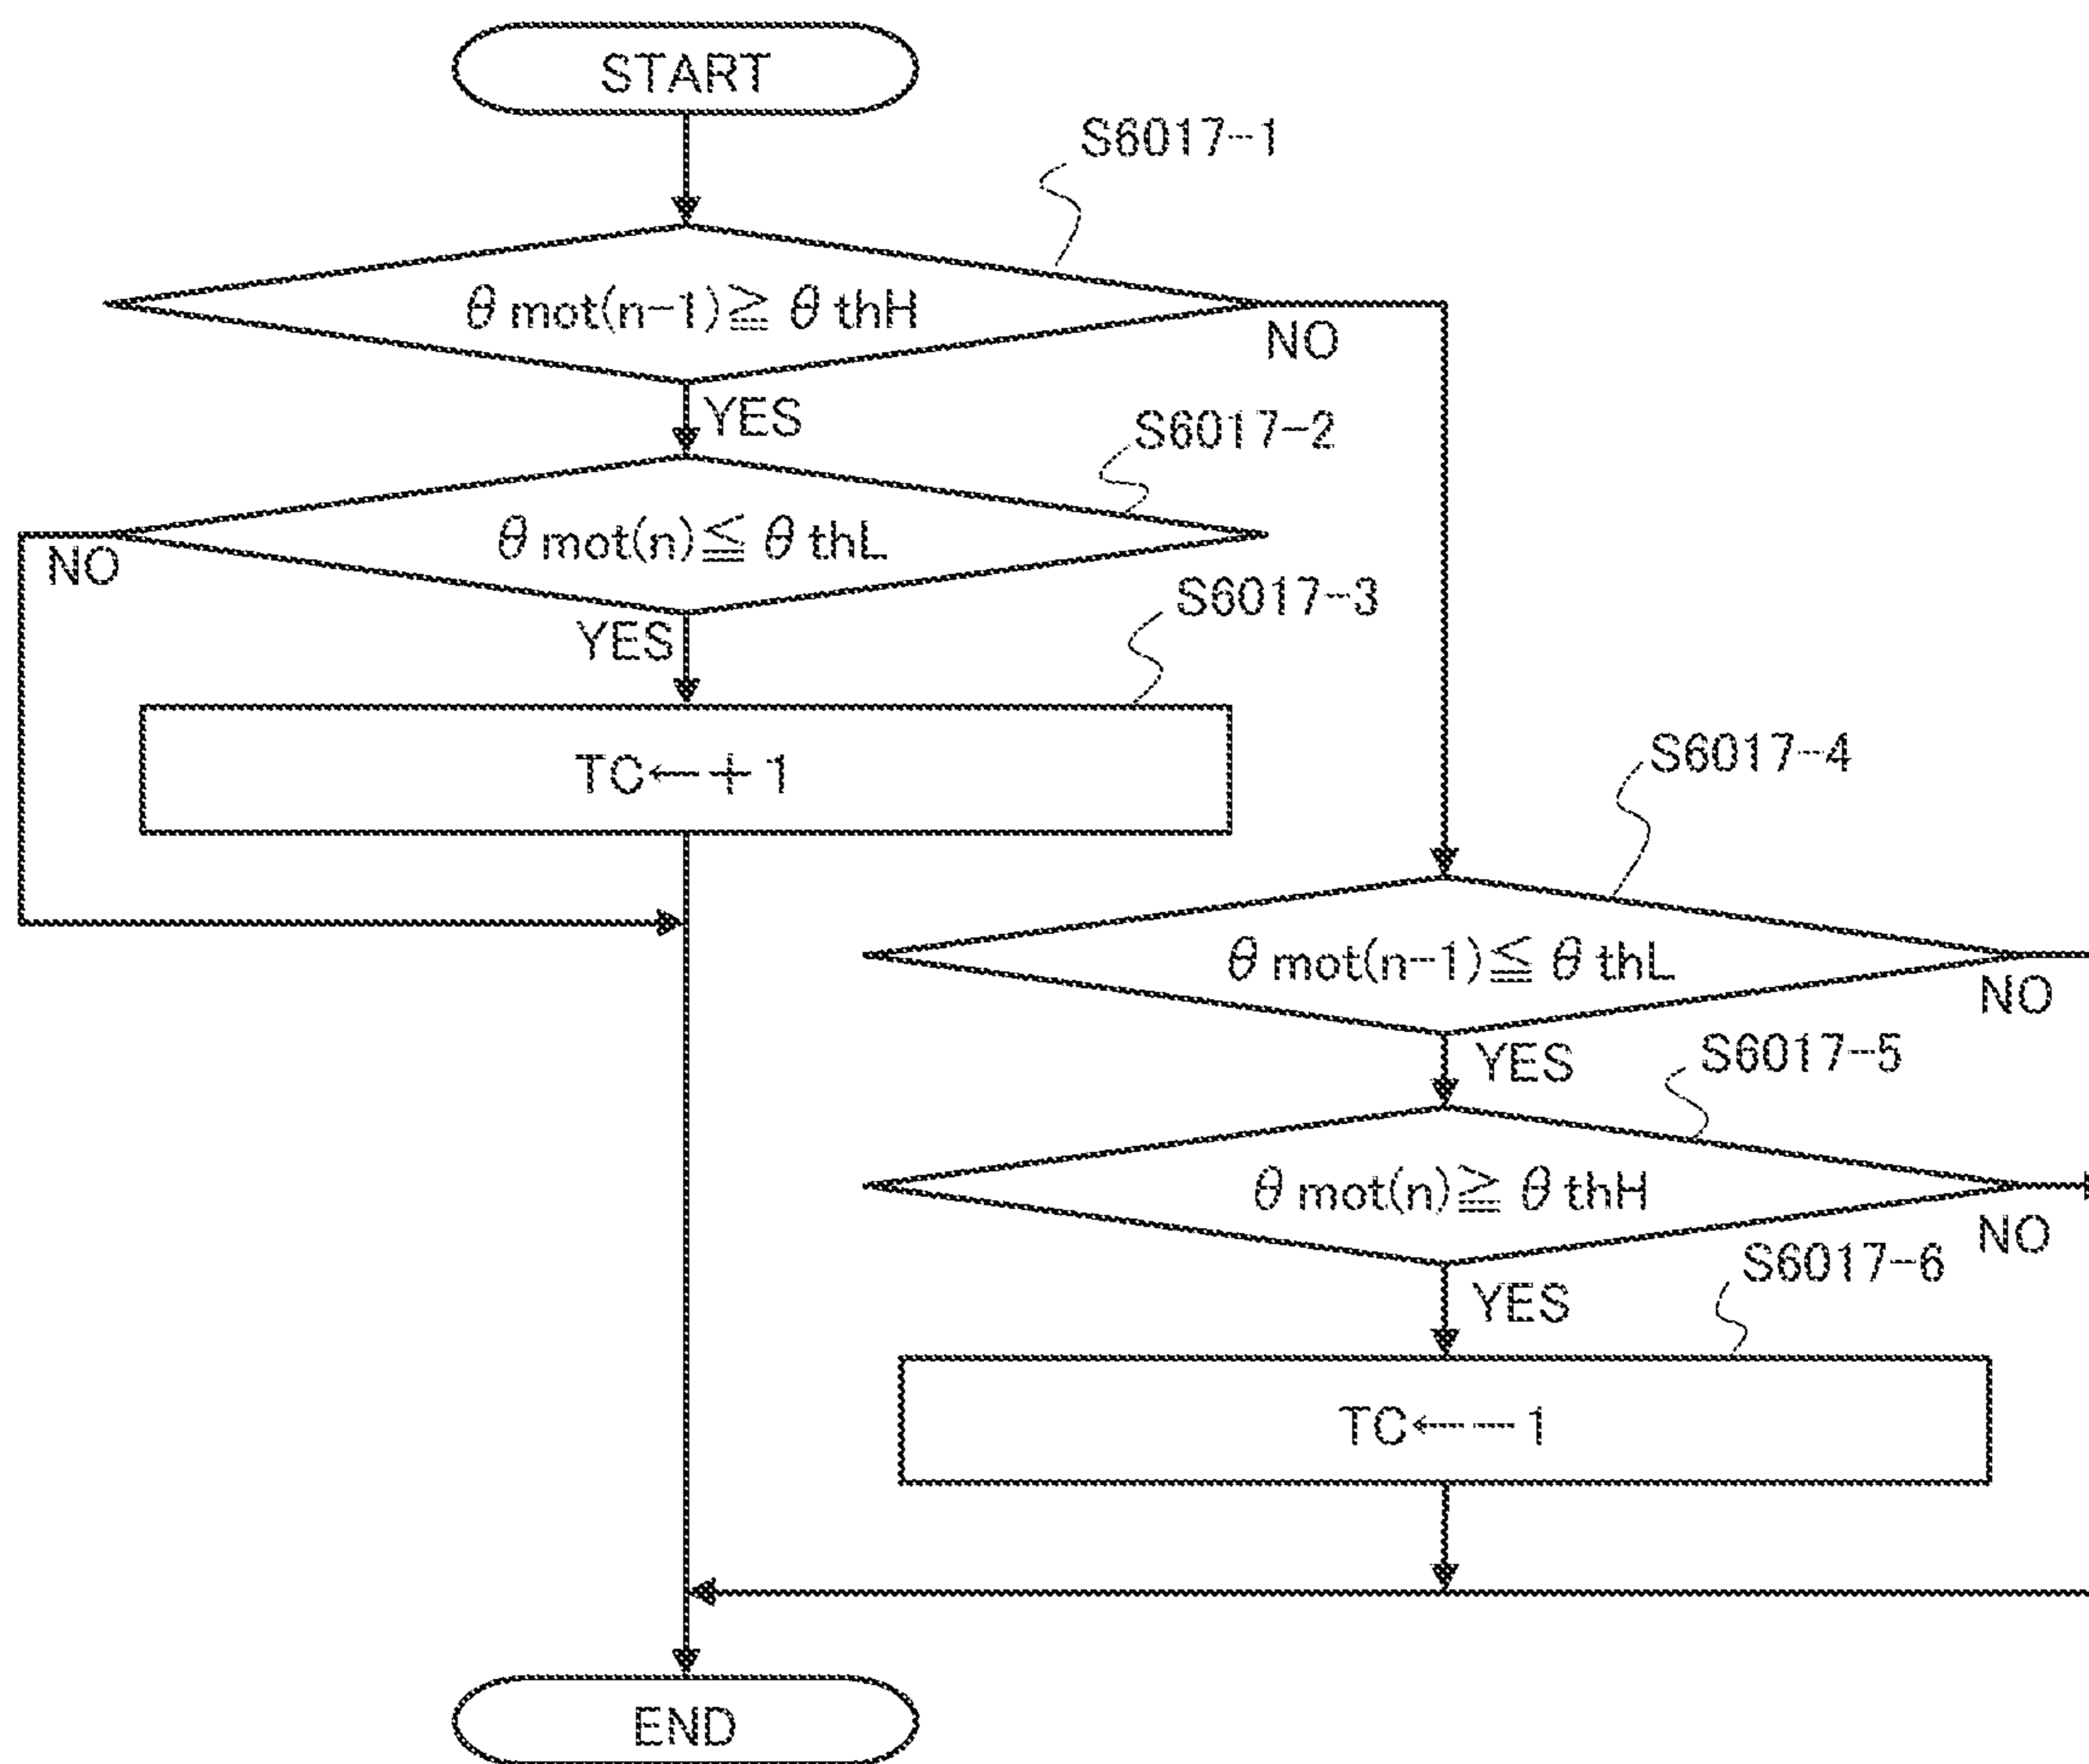 START
S6017-1
θ mot(n-1)≧ θ thH
NO
YES
S6017-2
θ mot(n)≦ θ thL
NO
YES
S6017-3
TC←+1
S6017-4
θ mot(n-1)≦ θ thL
NO
YES
S6017-5
θ mot(n)≧ θ thH
NO
YES
S6017-6
TC←-1
END